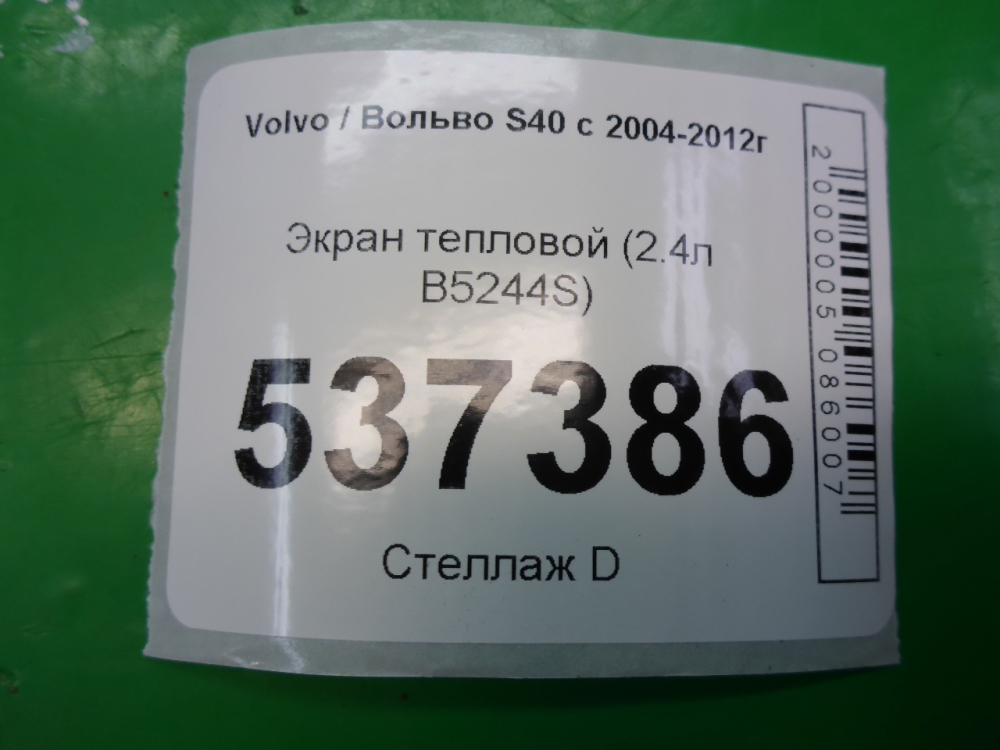 Volvo / Вольво S40 с 2004-2012г
Экран тепловой (2.4л
B5244S)
537386
Стеллаж D
2000005086007